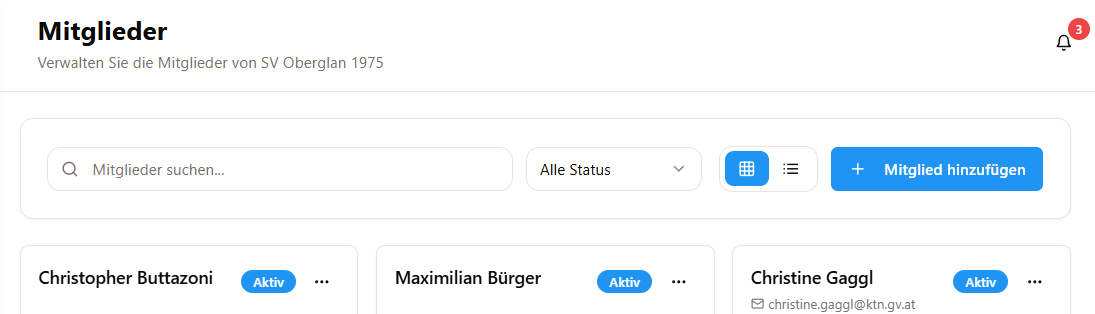 Mitglieder
Verwalten Sie die Mitglieder von SV Oberglan 1975
3
Mitglieder suchen...
Alle Status
Mitglied hinzufügen
Christopher Buttazoni Aktiv
Maximilian Bürger Aktiv
Christine Gaggl Aktiv
christine.gaggl@ktn.gv.at